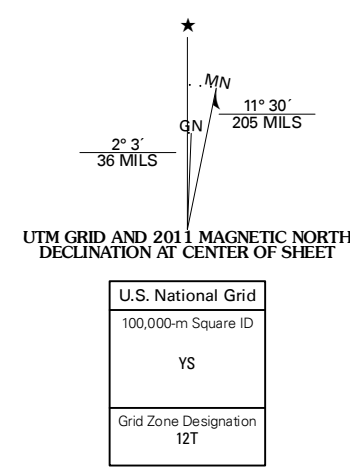 MN
GN
11° 30´
205 MILS
2° 3´
36 MILS
UTM GRID AND 2011 MAGNETIC NORTH
DECLINATION AT CENTER OF SHEET
U.S. National Grid
100,000-m Square ID
YS
Grid Zone Designation
12T